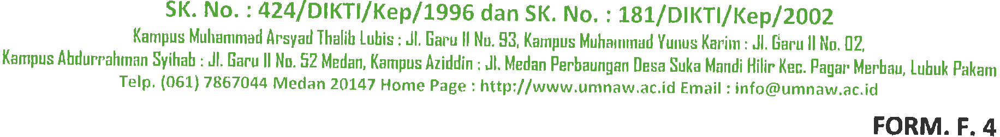 SK. No. : 424/DIKTI/Kep/1996 dan SK. No. : 181/DIKTI/Kep/2002
Kampus Muhammad Arsyad Thalib Lubis : Jl. Garu II No. 93, Kampus Muhammad Yunus Karim : Jl. Garu II No. 02,
Kampus Abdurrahman Syihab : Jl. Garu II No. 52 Medan, Kampus Aziddin : Jl. Medan Perbaungan Desa Suka Mandi Hilir Kec. Pagar Merbau, Lubuk Pakam
Telp. (061) 7867044 Medan 20147 Home Page : http://www.umnaw.ac.id Email : info@umnaw.ac.id
FORM. F. 4